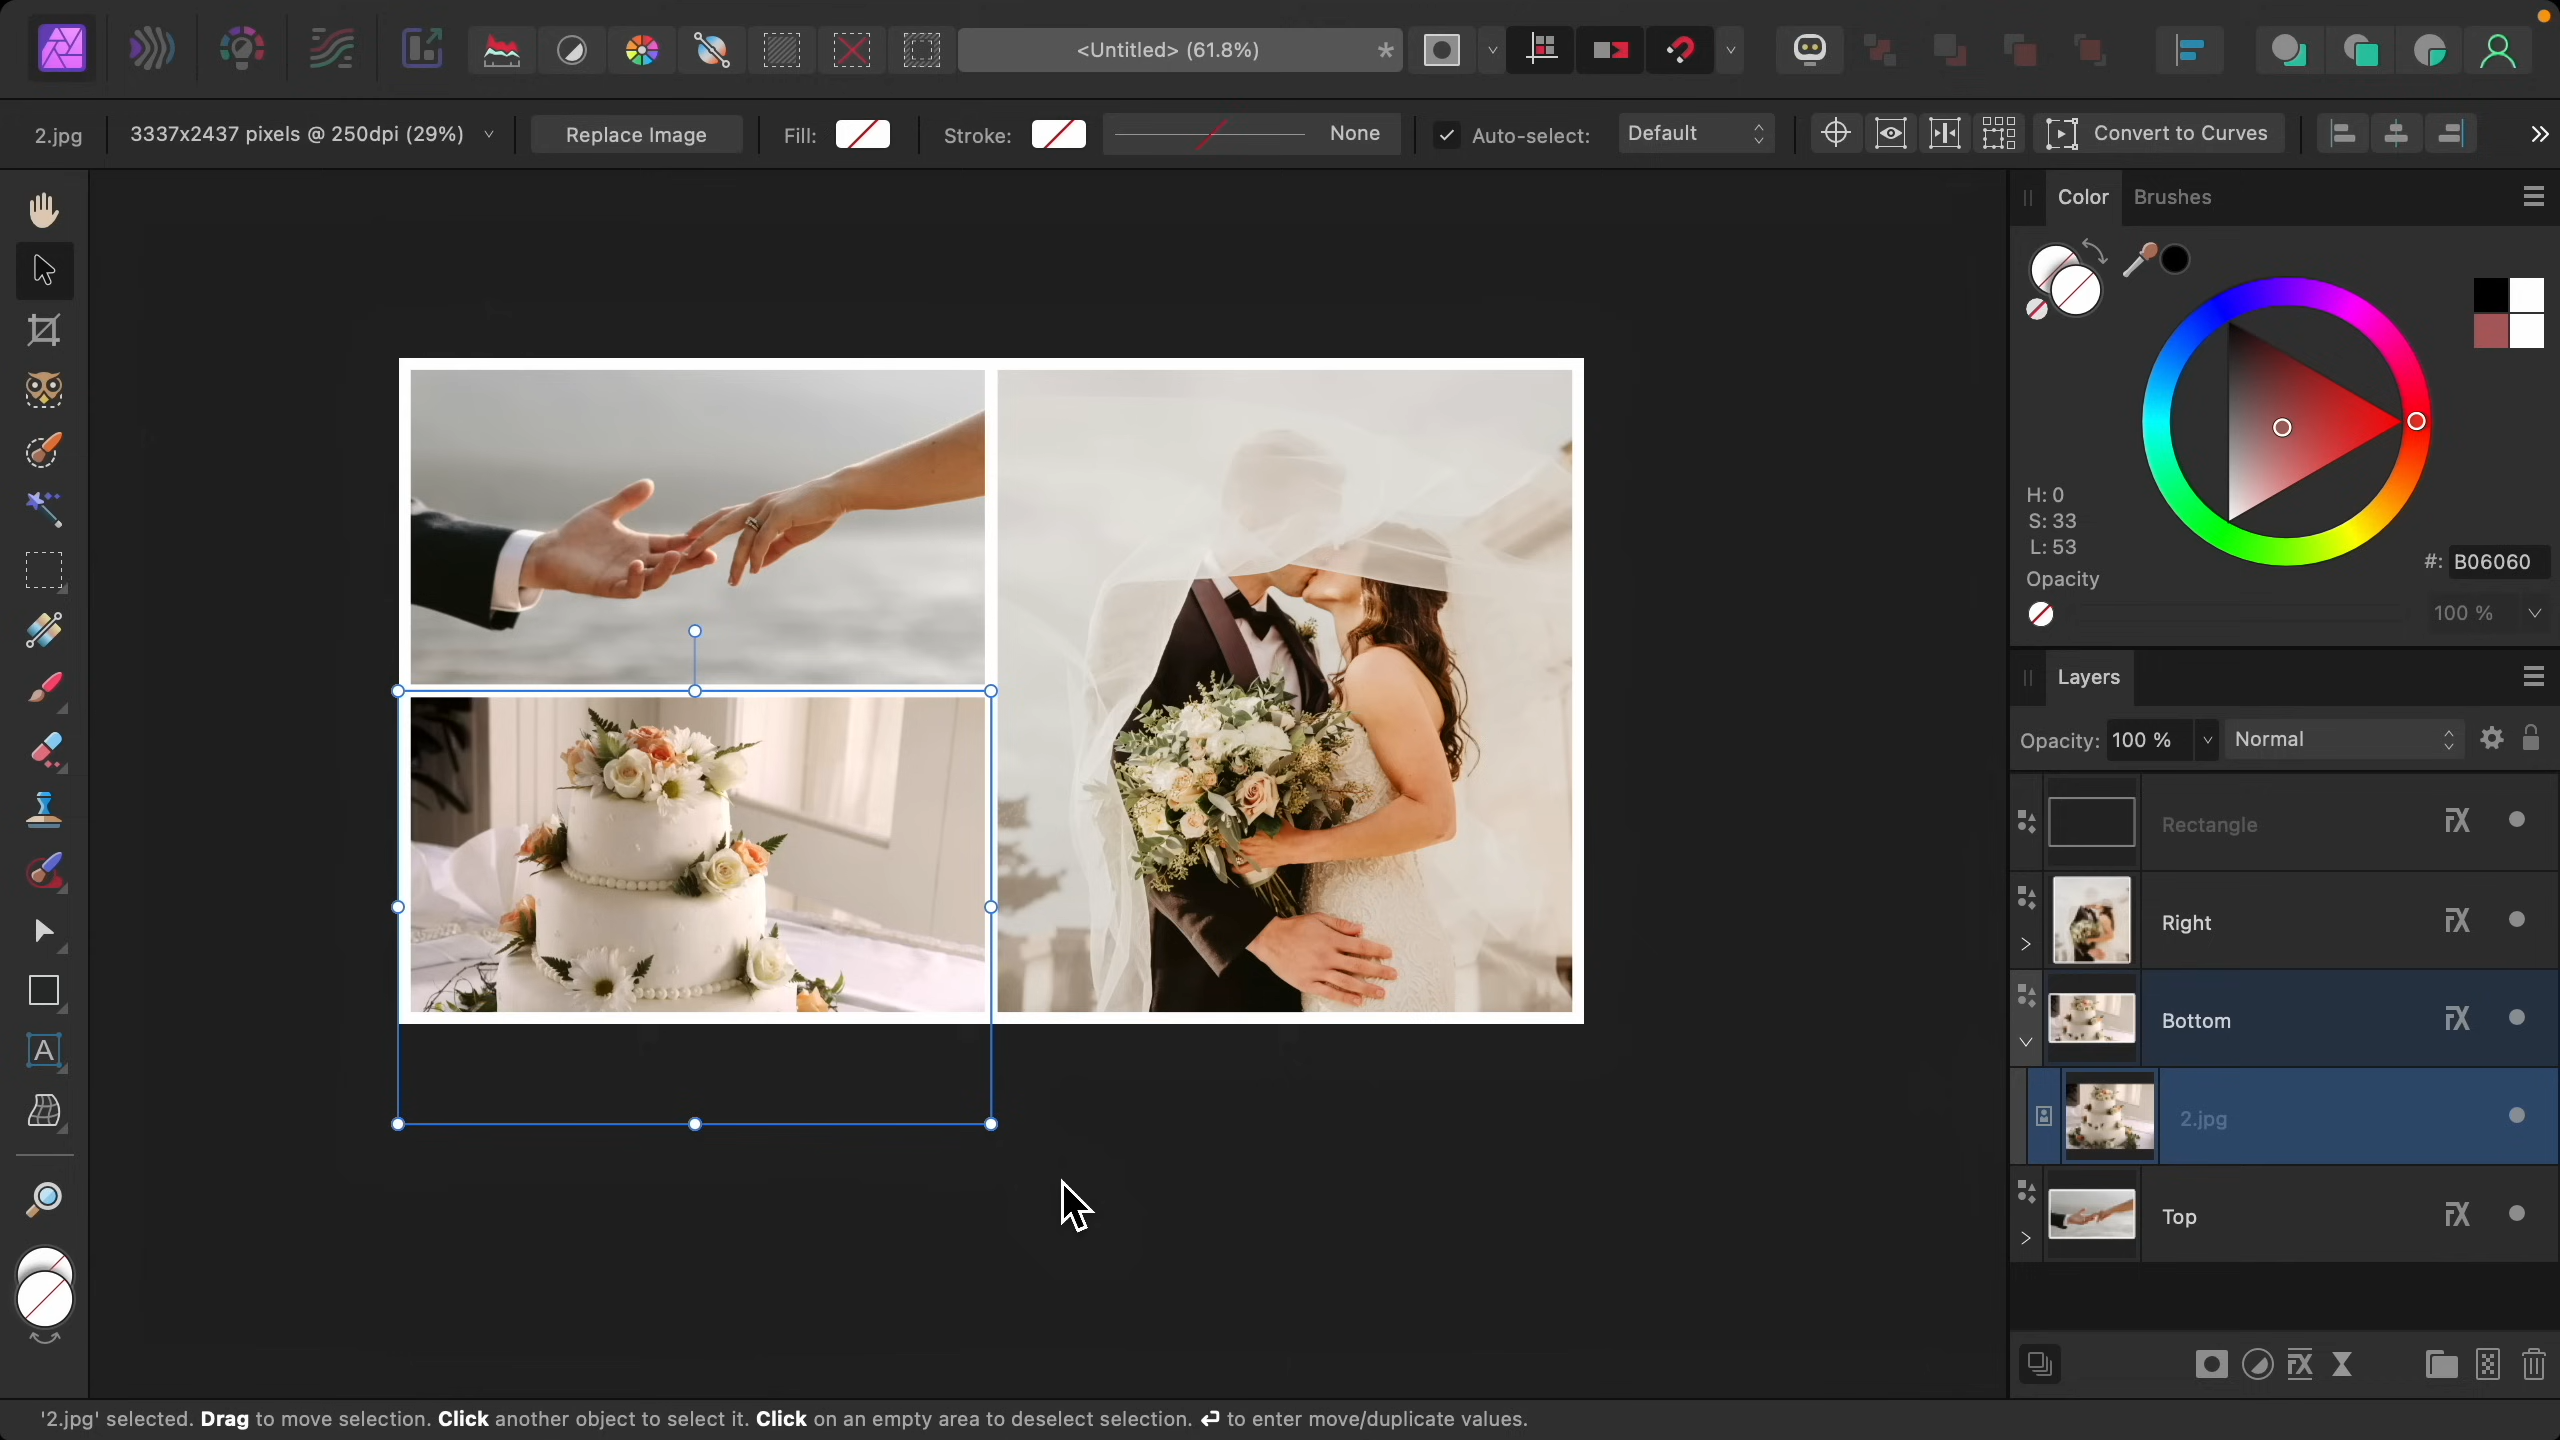 <Untitled> (61.8%)
*
2.jpg
3337x2437 pixels @ 250dpi (29%)
Replace Image
Fill:
Stroke:
None
Auto-select:
Default
Convert to Curves
Color
Brushes
H: 0
S: 33
L: 53
#: B06060
Opacity
100 %
Layers
Opacity: 100 %
Normal
Rectangle
Right
Bottom
2.jpg
Top
A
'2.jpg' selected. Drag to move selection. Click another object to select it. Click on an empty area to deselect selection. ↩ to enter move/duplicate values.